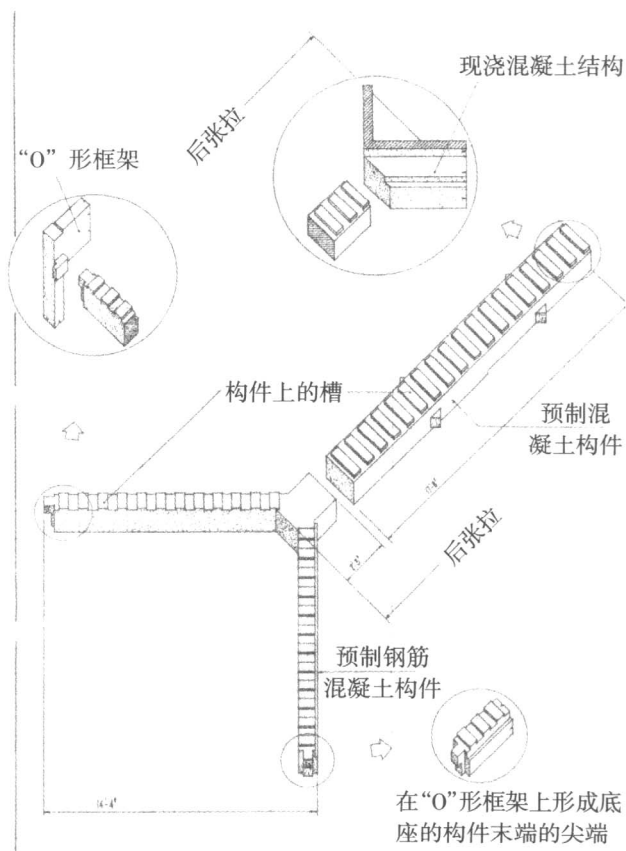 现浇混凝土结构
后张拉
“O”形框架
构件上的槽
预制混
凝土构件
后张拉
预制钢筋
混凝土构件
在“O”形框架上形成底
座的构件末端的尖端